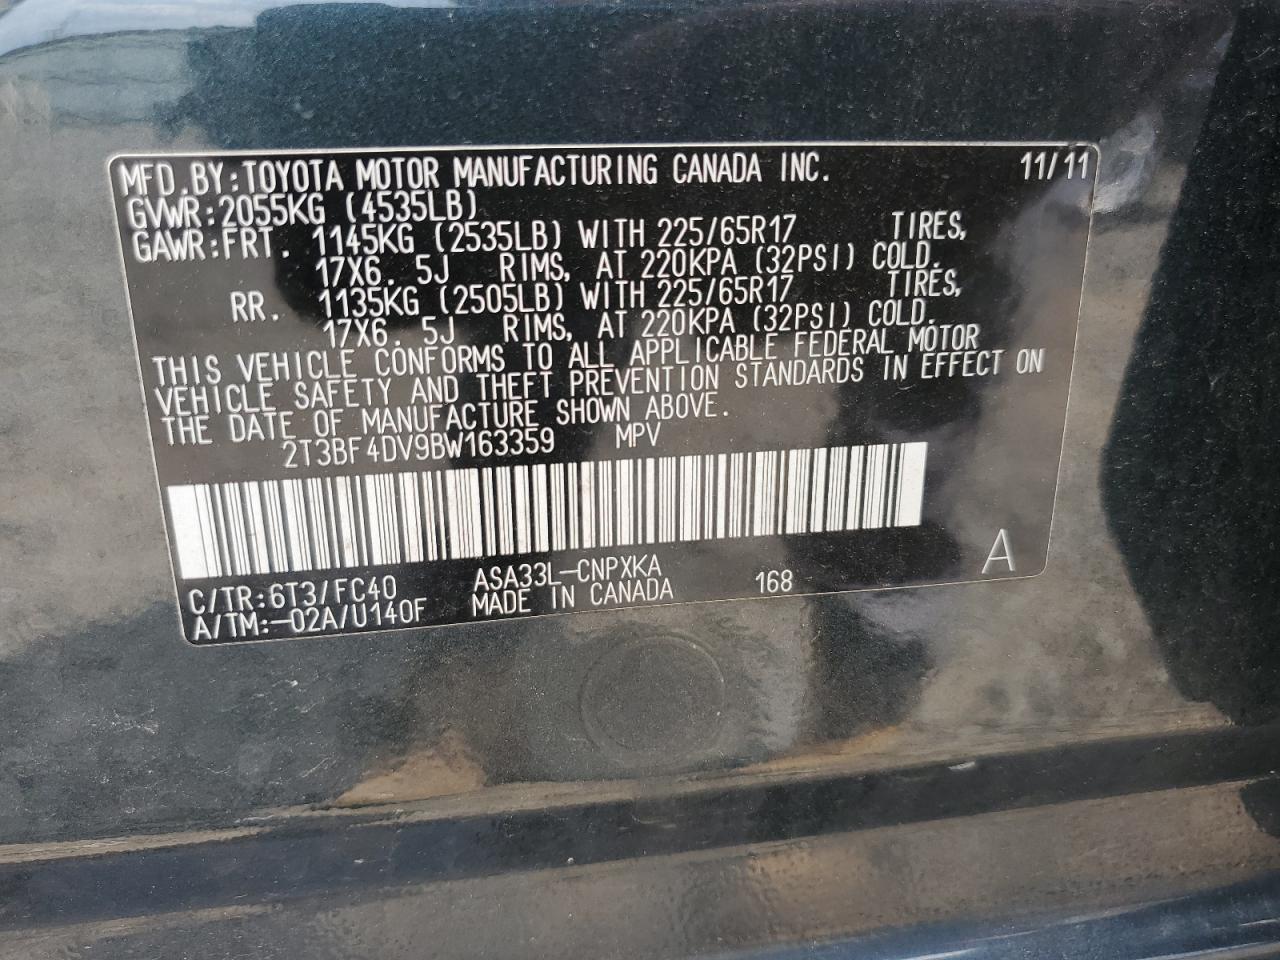 MFD.BY:TOYOTA MOTOR MANUFACTURING CANADA INC. 11/11
GVWR:2055KG (4535LB)
GAWR:FRT. 1145KG (2535LB) WITH 225/65R17 TIRES,
17X6. 5J RIMS, AT 220KPA (32PSI) COLD.
RR. 1135KG (2505LB) WITH 225/65R17 TIRES,
17X6. 5J RIMS, AT 220KPA (32PSI) COLD.
THIS VEHICLE CONFORMS TO ALL APPLICABLE FEDERAL MOTOR
VEHICLE SAFETY AND THEFT PREVENTION STANDARDS IN EFFECT ON
THE DATE OF MANUFACTURE SHOWN ABOVE.
2T3BF4DV9BW163359 MPV
C/TR:6T3/FC40 ASA33L-CNPXKA 168 A
A/TM:-02A/U140F MADE IN CANADA